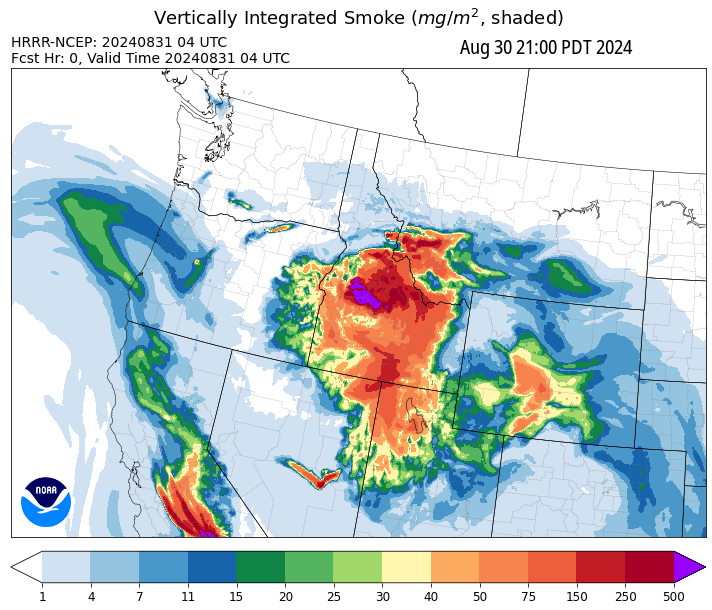 Vertically Integrated Smoke (mg/m², shaded)
HRRR-NCEP: 20240831 04 UTC
Fcst Hr: 0, Valid Time 20240831 04 UTC
Aug 30 21:00 PDT 2024
NOAA
1 4 7 11 15 20 25 30 40 50 75 150 250 500